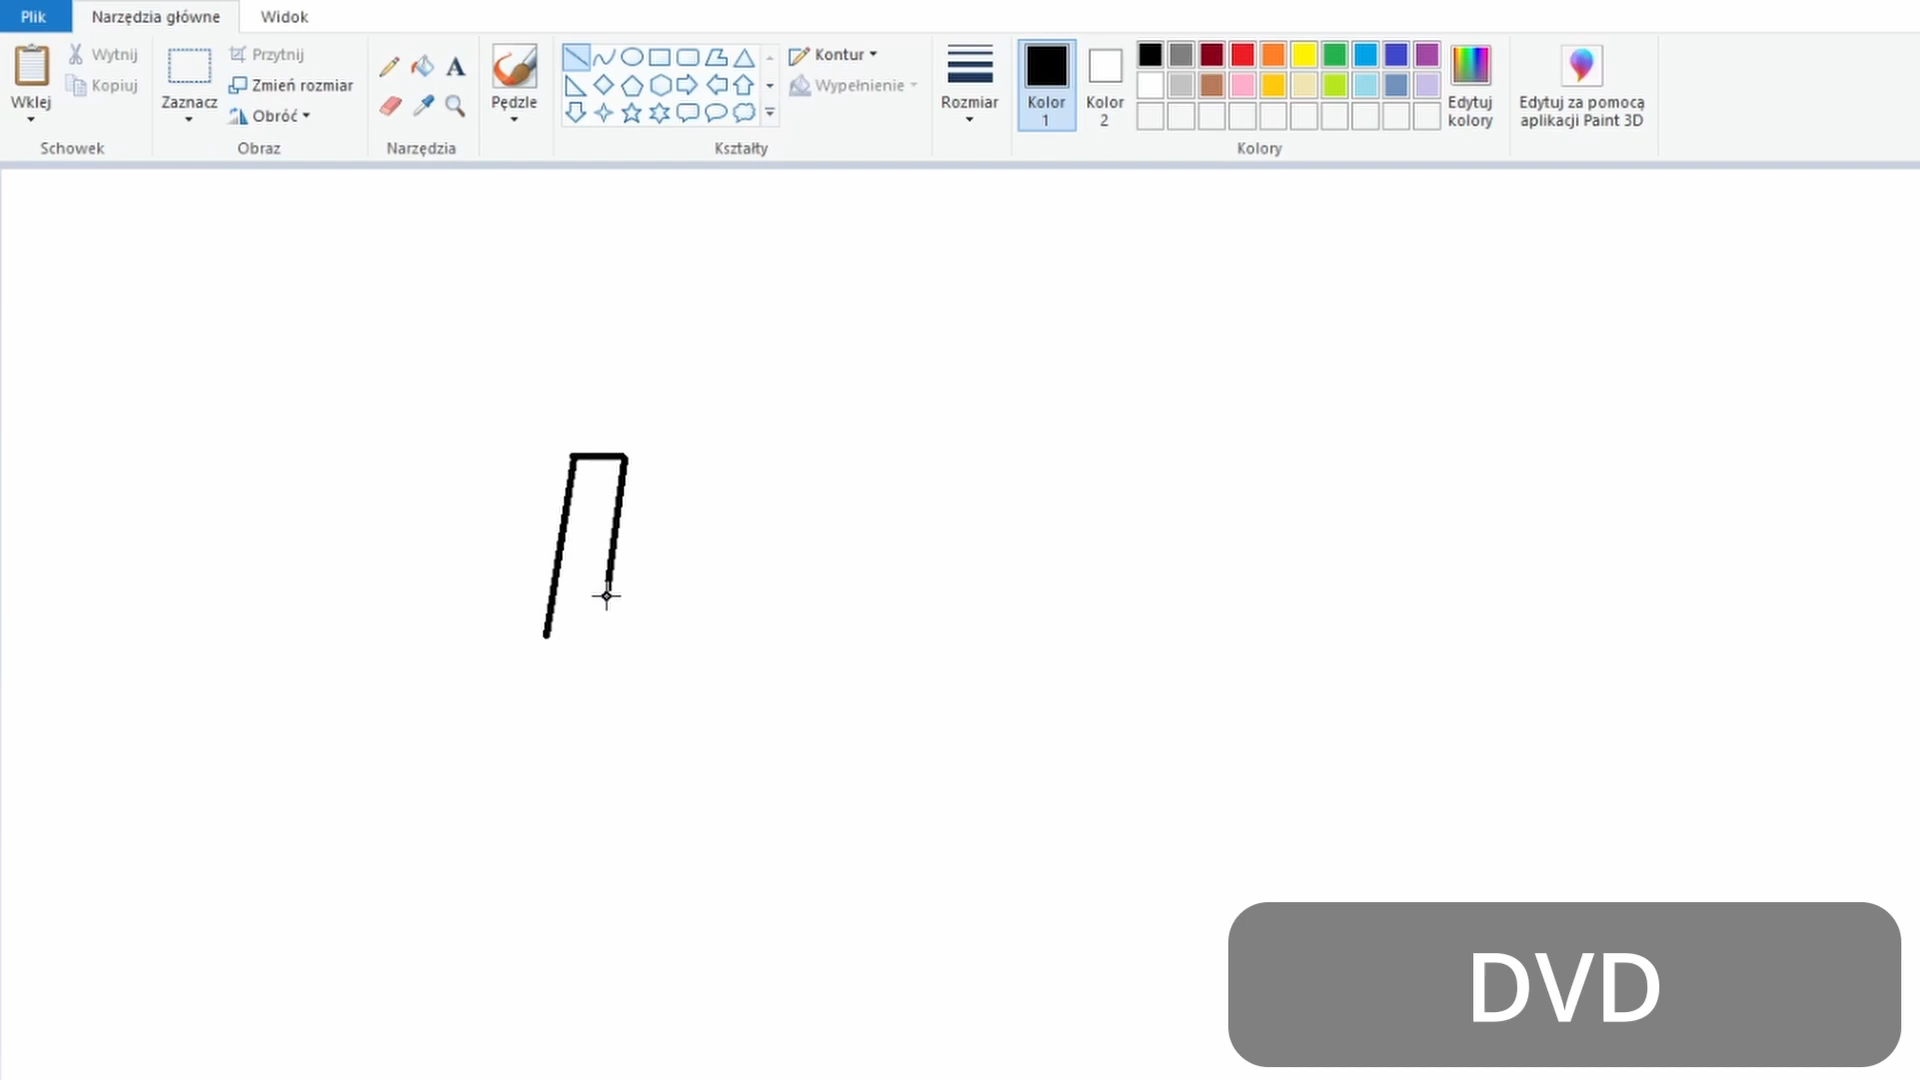 Plik Narzędzia główne Widok
Wklej
Wytnij
Kopiuj
Schowek
Zaznacz
Przytnij
Zmień rozmiar
Obróć
Obraz
A
Narzędzia
Pędzle
Kontur
Wypełnienie
Kształty
Rozmiar
Kolor
1
Kolor
2
Edytuj
kolory
Kolory
Edytuj za pomocą
aplikacji Paint 3D
DVD